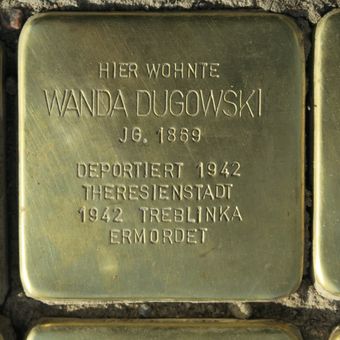 HIER WOHNTE
WANDA DUGOWSKI
JG. 1869
DEPORTIERT 1942
THERESIENSTADT
1942 TREBLINKA
ERMORDET